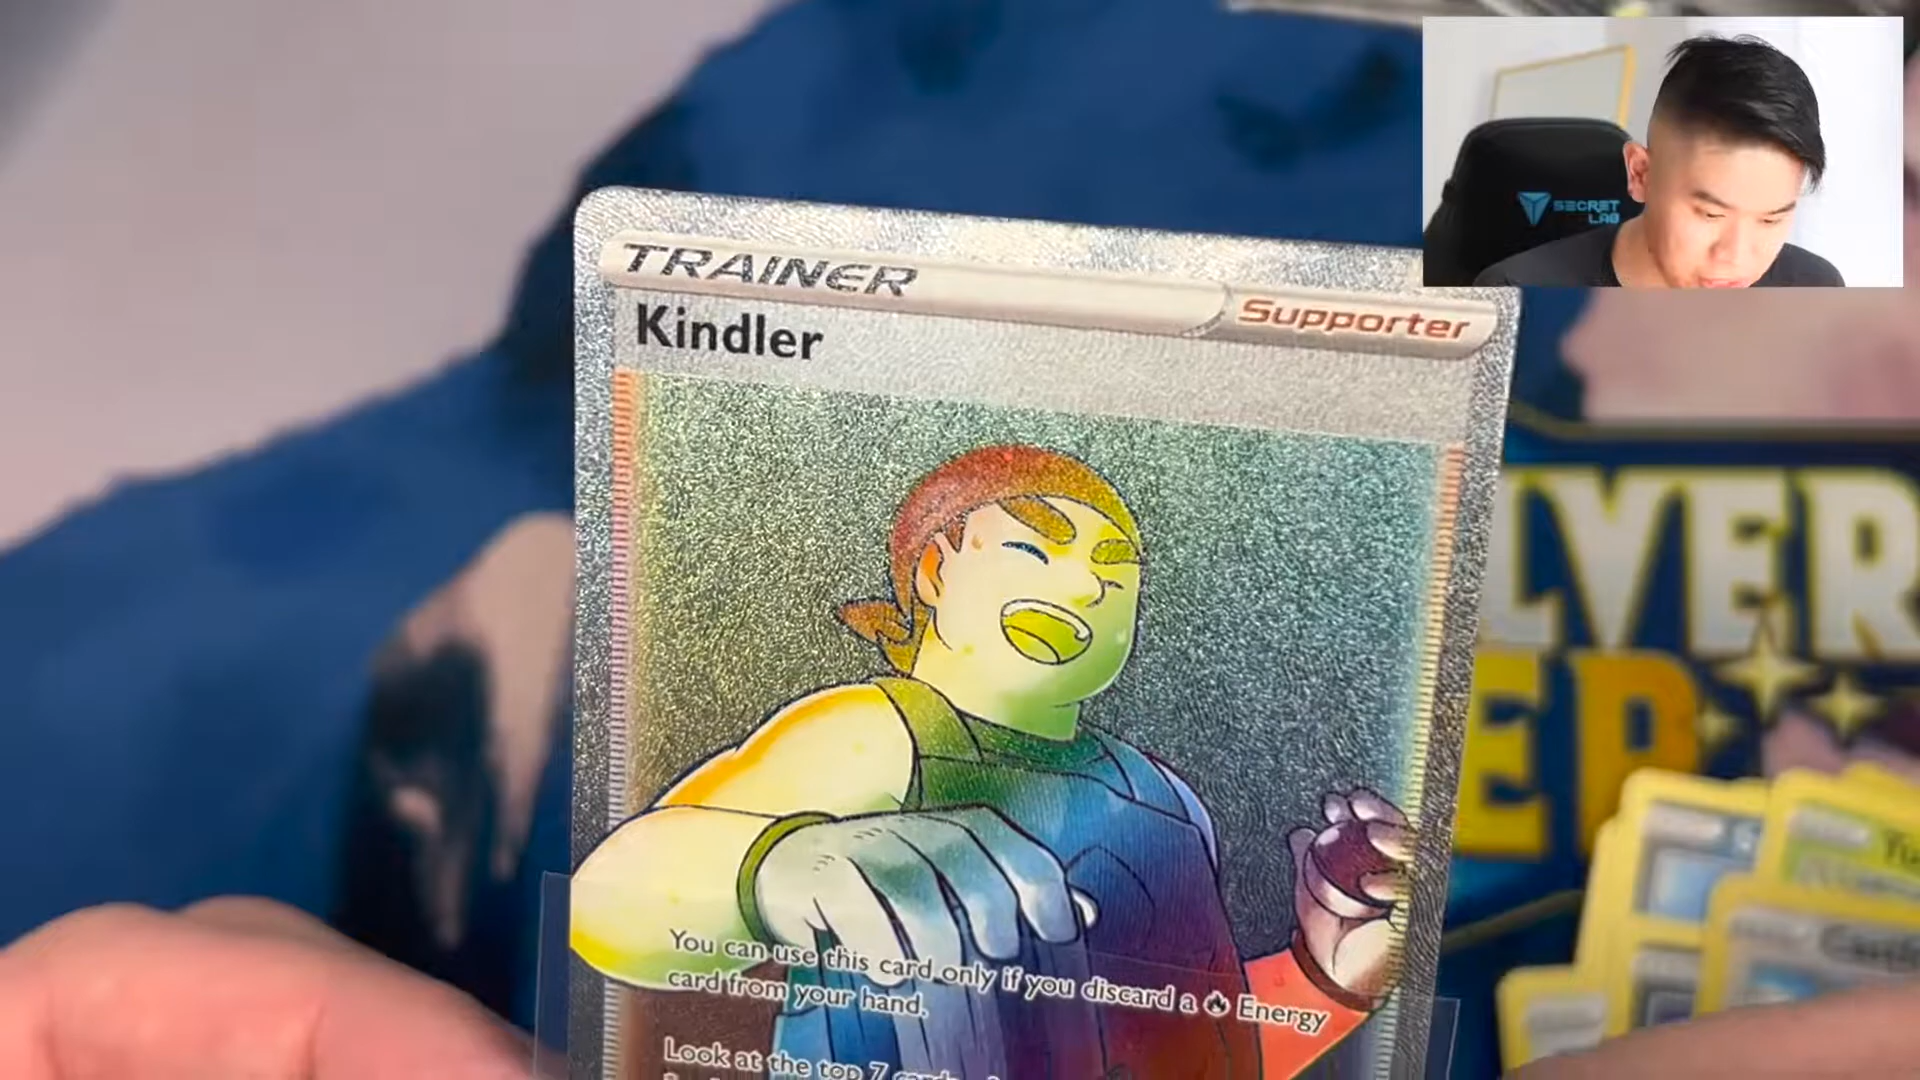 SECRET
LAB
TRAINER
Supporter
Kindler
You can use this card only if you discard a Energy
card from your hand.
Look at the top 7